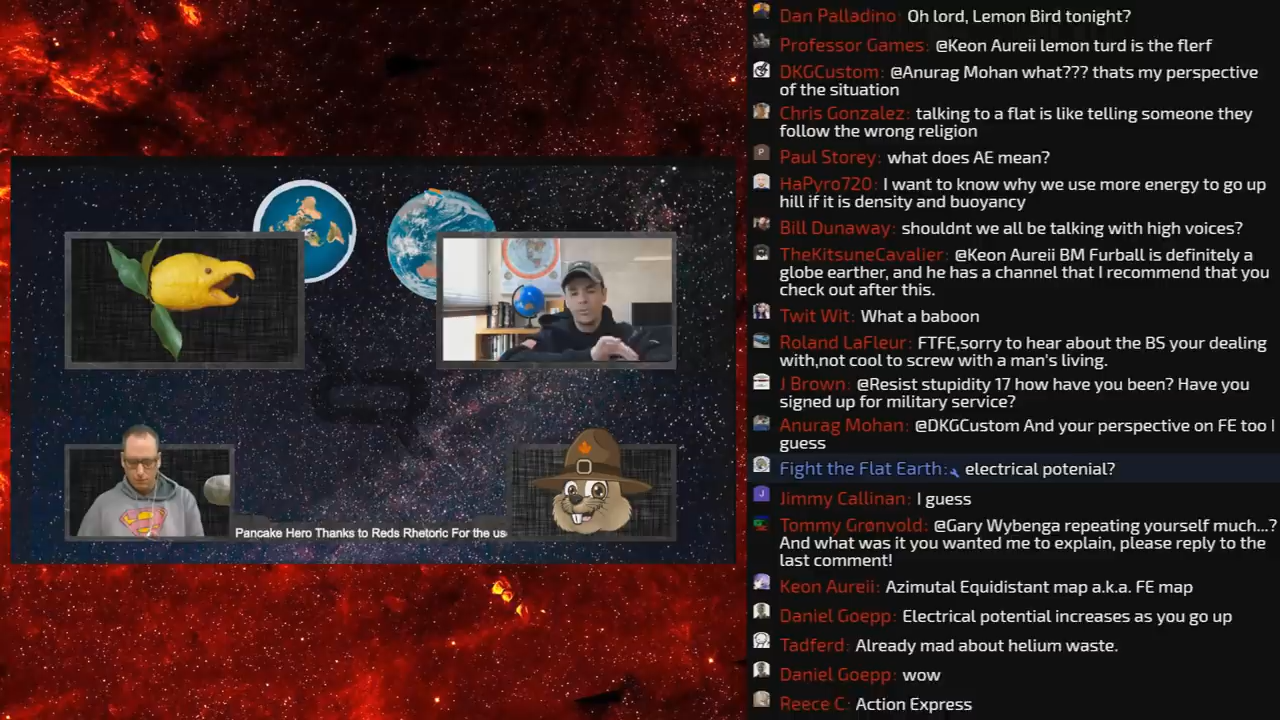 Dan Palladino: Oh lord, Lemon Bird tonight?
Professor Games: @Keon Aureii lemon turd is the flerf
DKGCustom: @Anurag Mohan what??? thats my perspective
of the situation
Chris Gonzalez: talking to a flat is like telling someone they
follow the wrong religion
P
Paul Storey: what does AE mean?
HaPyro720: I want to know why we use more energy to go up
hill if it is density and buoyancy
Bill Dunaway: shouldnt we all be talking with high voices?
TheKitsuneCavalier: @Keon Aureii BM Furball is definitely a
globe earther, and he has a channel that I recommend that you
check out after this.
Twit Wit: What a baboon
Roland LaFleur: FTFE,sorry to hear about the BS your dealing
with,not cool to screw with a man's living.
J Brown: @Resist stupidity 17 how have you been? Have you
signed up for military service?
Anurag Mohan: @DKGCustom And your perspective on FE too I
guess
Fight the Flat Earth: electrical potenial?
J
Jimmy Callinan: I guess
Tommy Grønvold: @Gary Wybenga repeating yourself much...?
And what was it you wanted me to explain, please reply to the
last comment!
Keon Aureii: Azimutal Equidistant map a.k.a. FE map
Daniel Goepp: Electrical potential increases as you go up
Tadferd: Already mad about helium waste.
Daniel Goepp: wow
Reece C: Action Express
Pancake Hero Thanks to Reds Rhetoric For the us